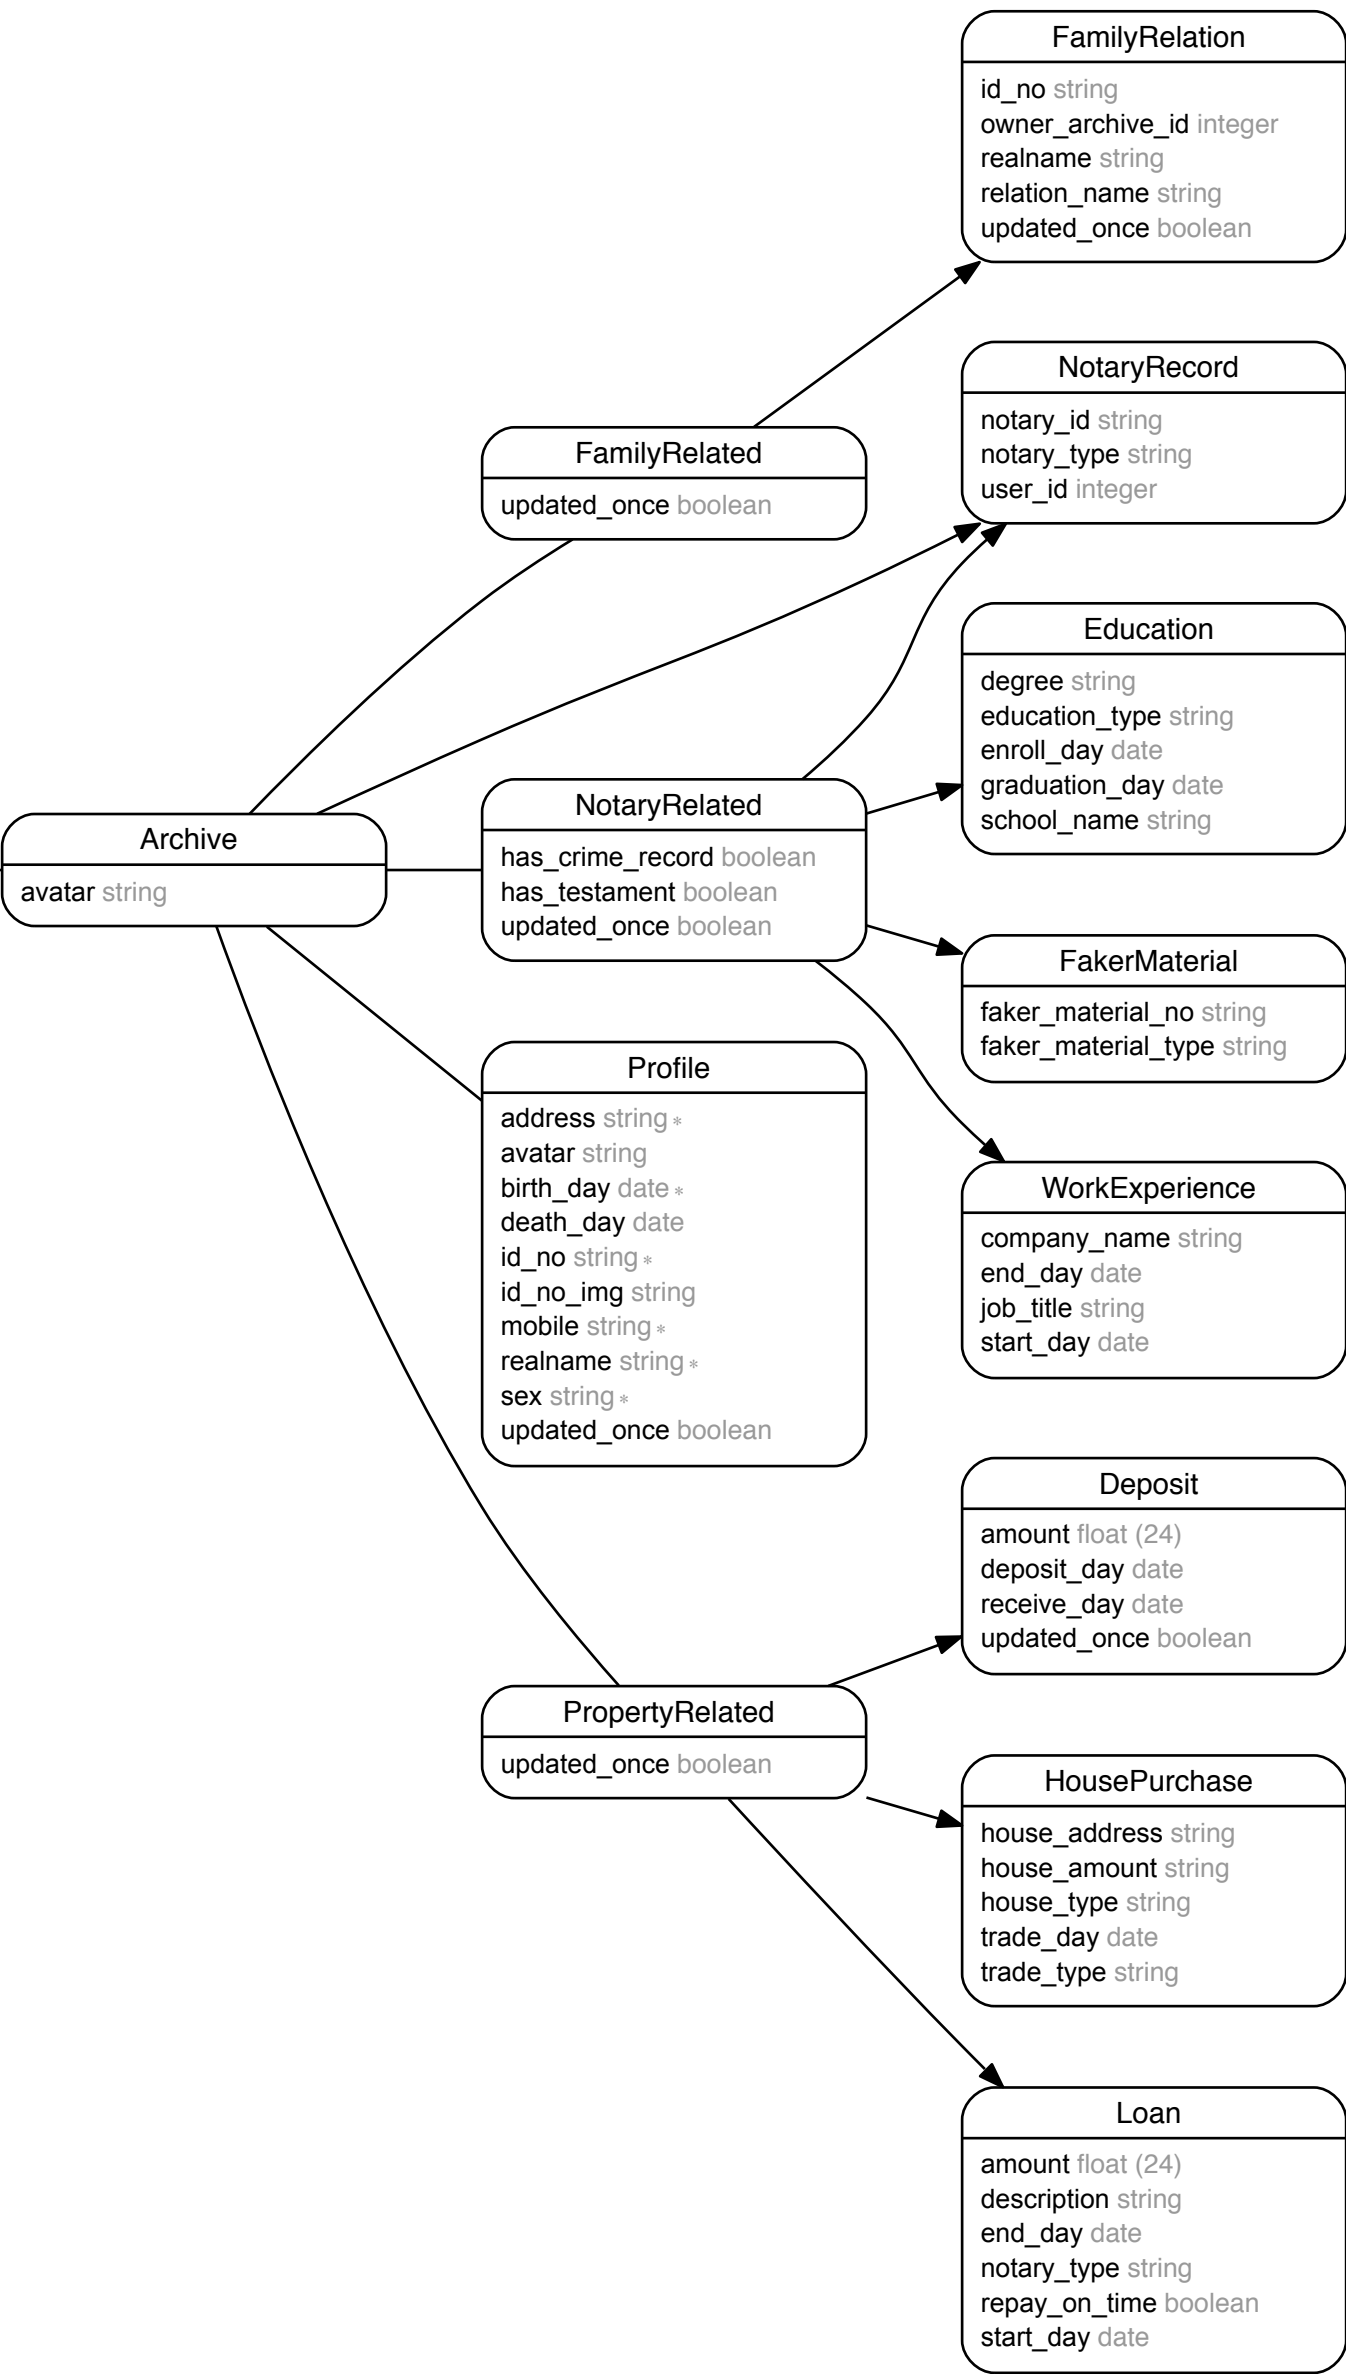 FamilyRelation
id_no string
owner_archive_id integer
realname string
relation_name string
updated_once boolean
NotaryRecord
notary_id string
notary_type string
user_id integer
FamilyRelated
updated_once boolean
Education
degree string
education_type string
enroll_day date
graduation_day date
school_name string
NotaryRelated
has_crime_record boolean
has_testament boolean
updated_once boolean
Archive
avatar string
FakerMaterial
faker_material_no string
faker_material_type string
Profile
address string *
avatar string
birth_day date *
death_day date
id_no string *
id_no_img string
mobile string *
realname string *
sex string *
updated_once boolean
WorkExperience
company_name string
end_day date
job_title string
start_day date
Deposit
amount float (24)
deposit_day date
receive_day date
updated_once boolean
PropertyRelated
updated_once boolean
HousePurchase
house_address string
house_amount string
house_type string
trade_day date
trade_type string
Loan
amount float (24)
description string
end_day date
notary_type string
repay_on_time boolean
start_day date